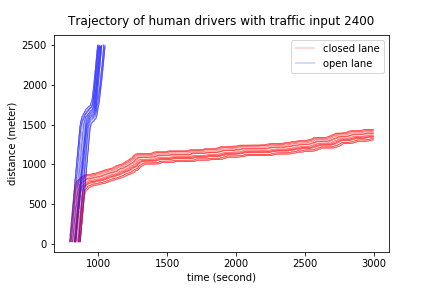 Trajectory of human drivers with traffic input 2400
closed lane
open lane
distance (meter)
2500
2000
1500
1000
500
0
1000
1500
2000
2500
3000
time (second)